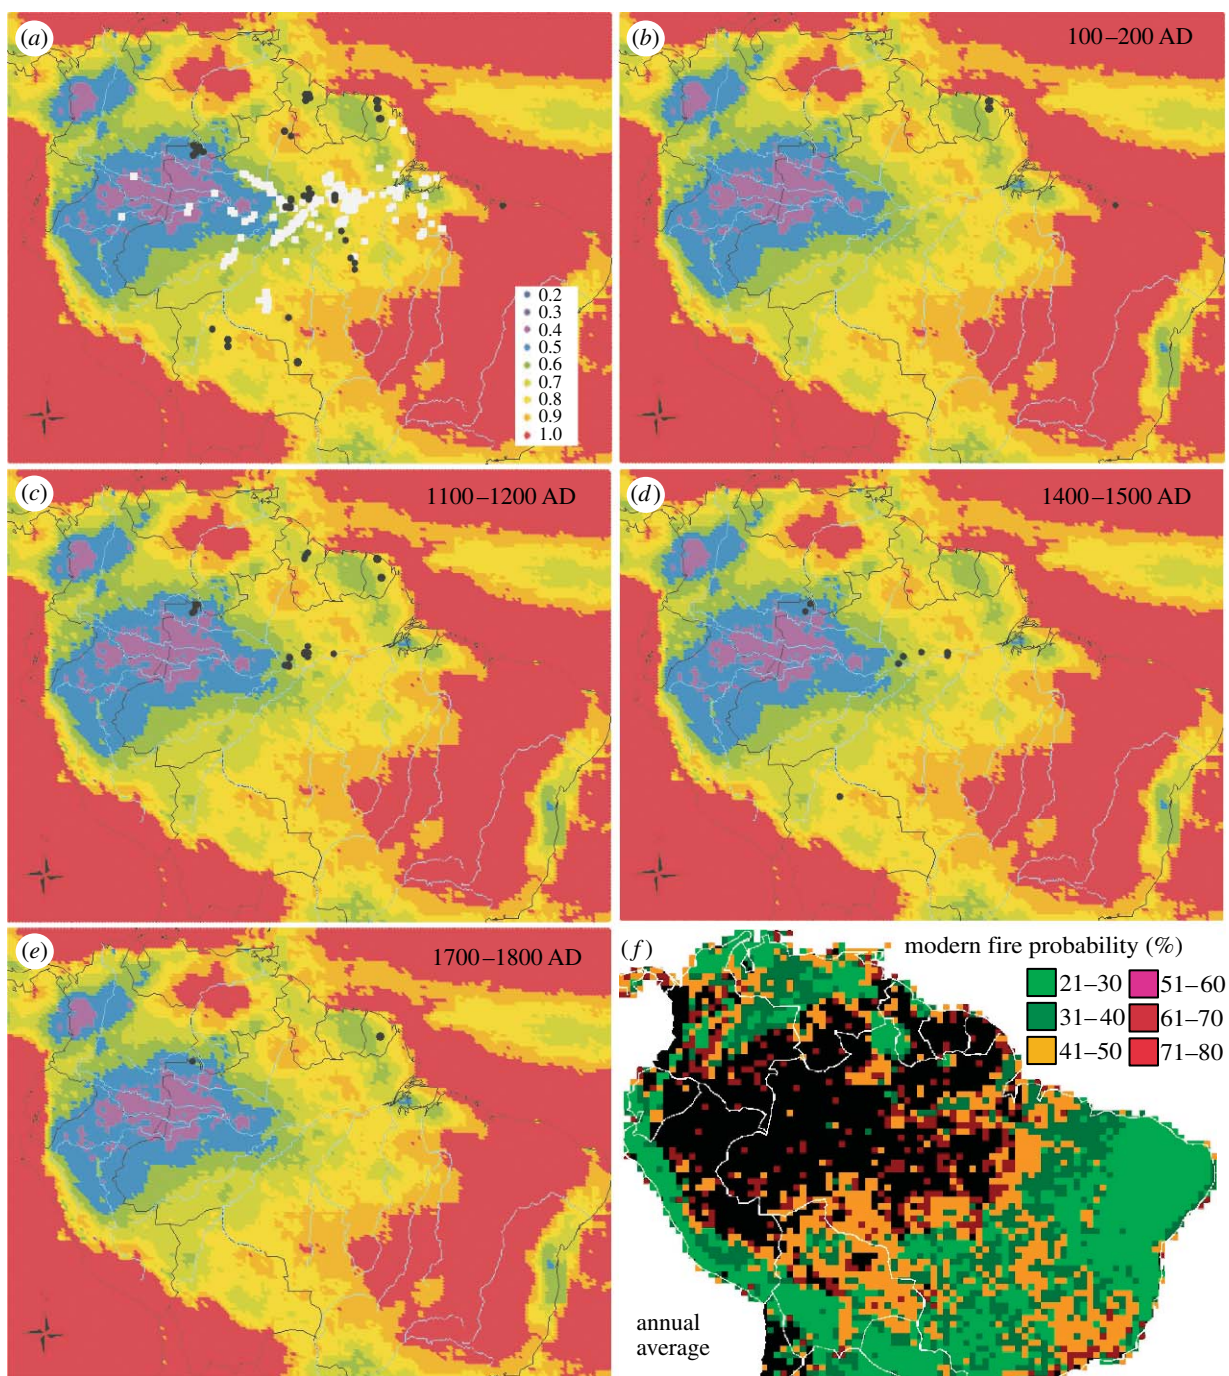 (a)
(b)
100–200 AD
0.2
0.3
0.4
0.5
0.6
0.7
0.8
0.9
1.0
(c)
1100–1200 AD
(d)
1400–1500 AD
(e)
1700–1800 AD
(f)
modern fire probability (%)
21–30 51–60
31–40 61–70
41–50 71–80
annual
average